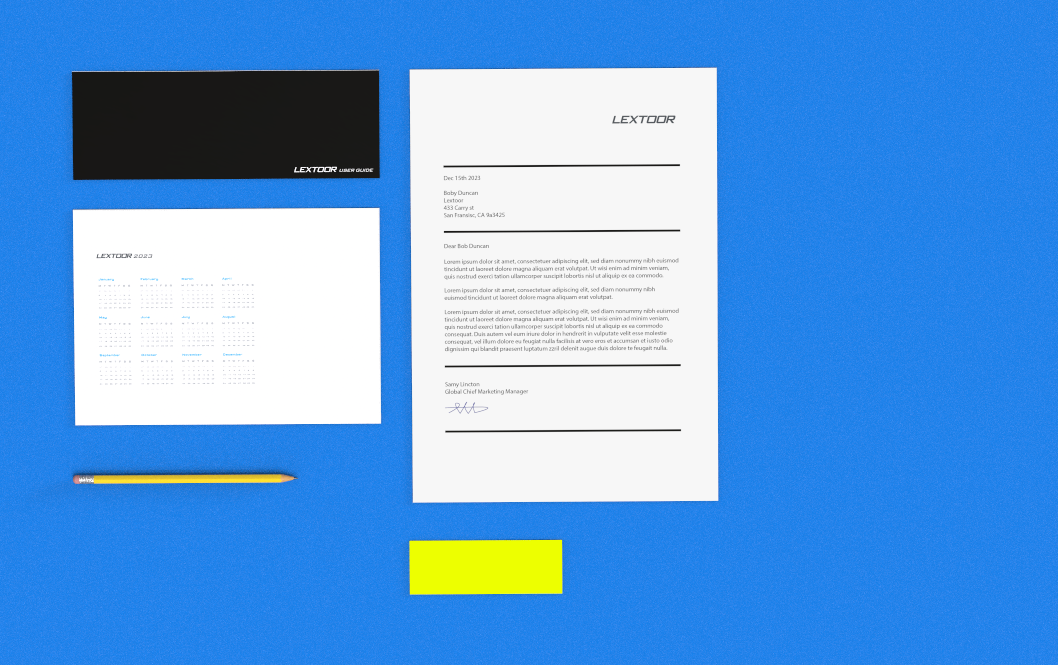 LEXTOOR USER GUIDE
LEXTOOR 2023
January February March April
May June July August
September October November December
LEXTOOR
Dec 15th 2023
Boby Duncan
Lextoor
433 Carry st
San Fransisc, CA 9a3425
Dear Bob Duncan
Lorem ipsum dolor sit amet, consectetuer adipiscing elit, sed diam nonummy nibh euismod
tincidunt ut laoreet dolore magna aliquam erat volutpat. Ut wisi enim ad minim veniam,
quis nostrud exerci tation ullamcorper suscipit lobortis nisl ut aliquip ex ea commodo.
Lorem ipsum dolor sit amet, consectetuer adipiscing elit, sed diam nonummy nibh
euismod tincidunt ut laoreet dolore magna aliquam erat volutpat.
Lorem ipsum dolor sit amet, consectetuer adipiscing elit, sed diam nonummy nibh euismod
tincidunt ut laoreet dolore magna aliquam erat volutpat. Ut wisi enim ad minim veniam,
quis nostrud exerci tation ullamcorper suscipit lobortis nisl ut aliquip ex ea commodo
consequat. Duis autem vel eum iriure dolor in hendrerit in vulputate velit esse molestie
consequat, vel illum dolore eu feugiat nulla facilisis at vero eros et accumsan et iusto odio
dignissim qui blandit praesent luptatum zzril delenit augue duis dolore te feugait nulla.
Samy Lincton
Global Chief Marketing Manager